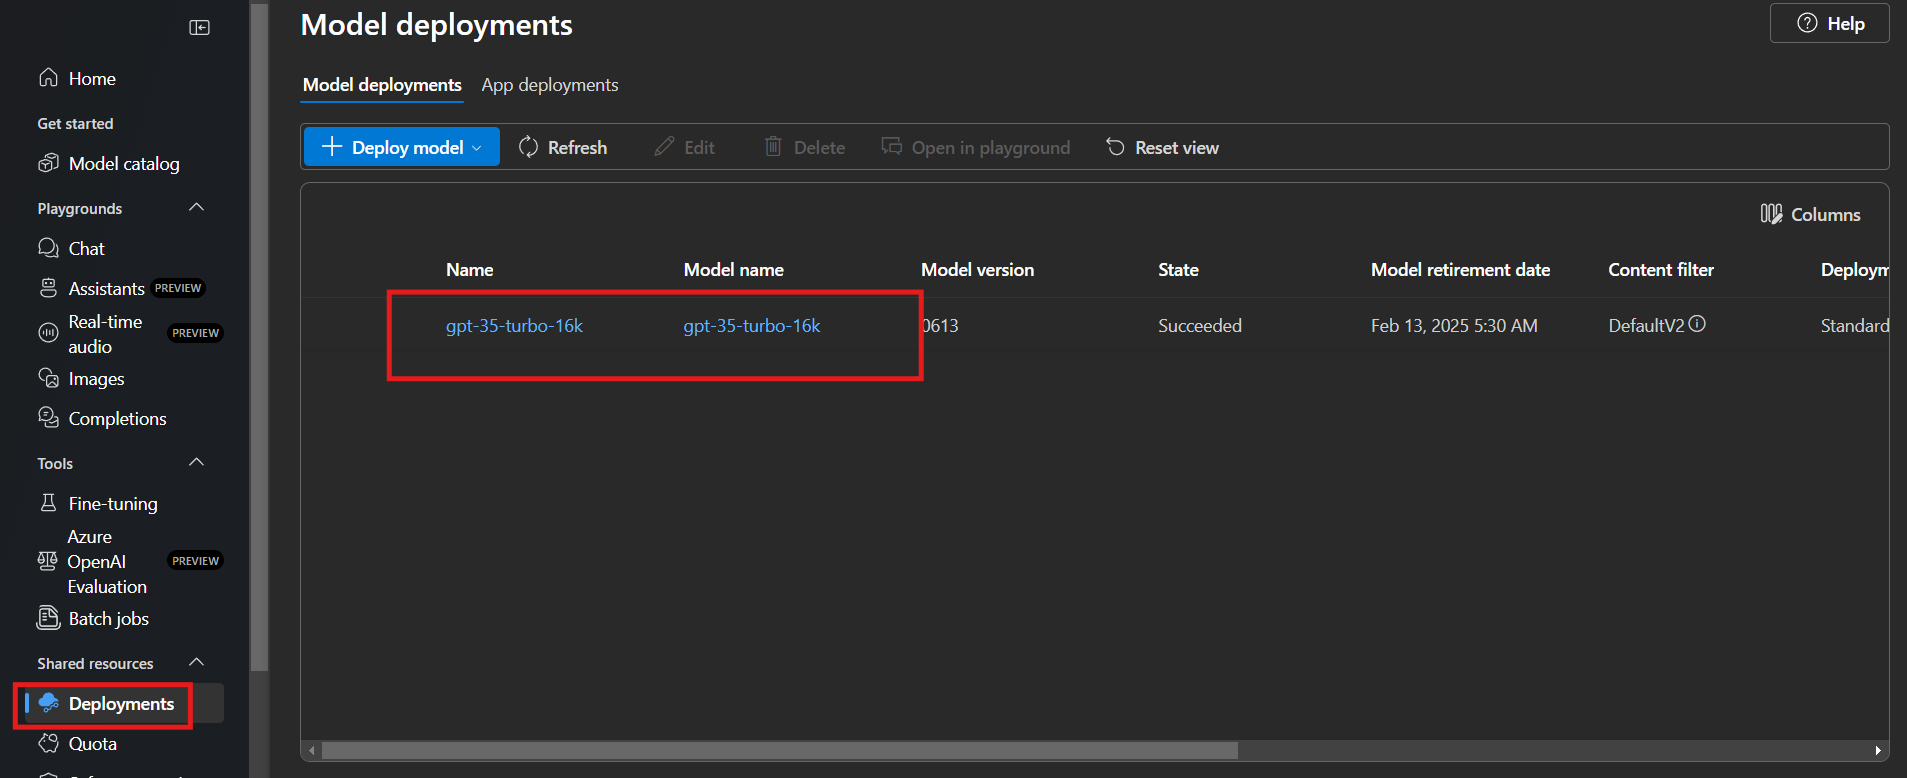 Model deployments
Help
Home
Get started
Model catalog
Playgrounds
Chat
Assistants PREVIEW
Real-time
audio
PREVIEW
Images
Completions
Tools
Fine-tuning
Azure
OpenAI
Evaluation
PREVIEW
Batch jobs
Shared resources
Deployments
Quota
Model deployments App deployments
Deploy model Refresh Edit Delete Open in playground Reset view
Columns
Name Model name Model version State Model retirement date Content filter Deploym
gpt-35-turbo-16k gpt-35-turbo-16k 0613 Succeeded Feb 13, 2025 5:30 AM DefaultV2 Standard